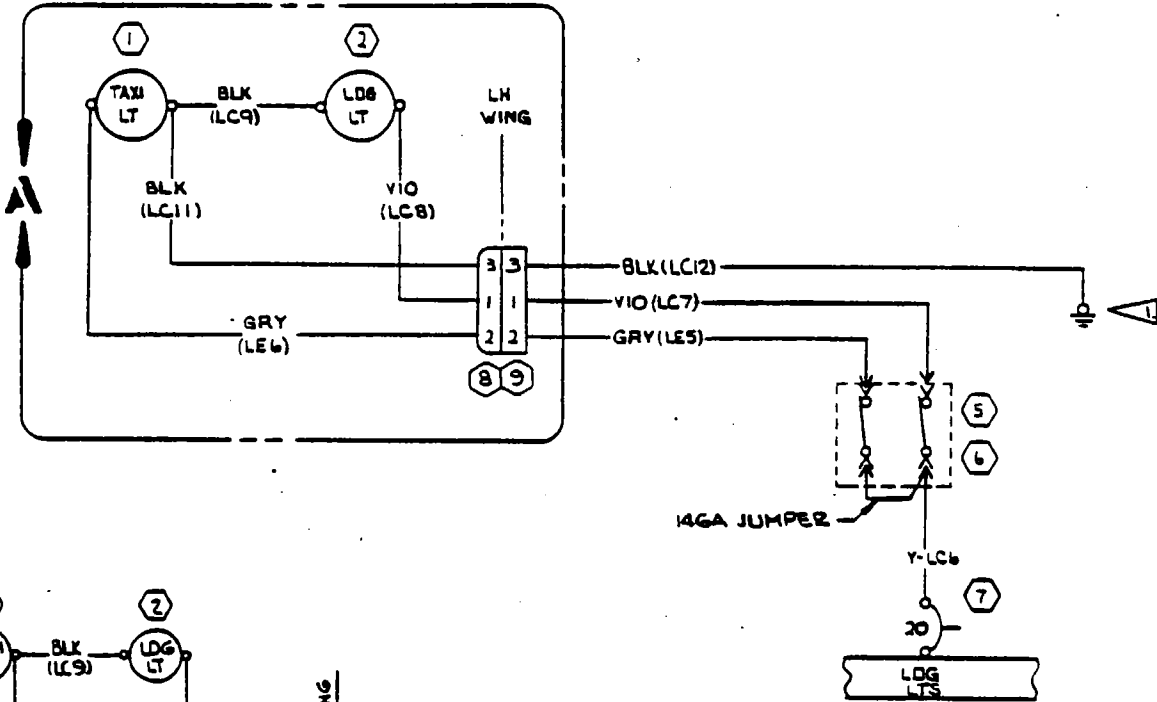 1
2
TAXI
LT
BLK
(LC9)
LDG
LT
LH
WING
A
BLK
(LC11)
VIO
(LC8)
3 3
BLK(LC12)
1 1
VIO(LC7)
GRY
(LE6)
2 2
GRY(LE5)
1
8 9
5
6
14GA JUMPER
Y-LC6
7
20
LDG
LTS
2
BLK
(LC9)
LDG
LT